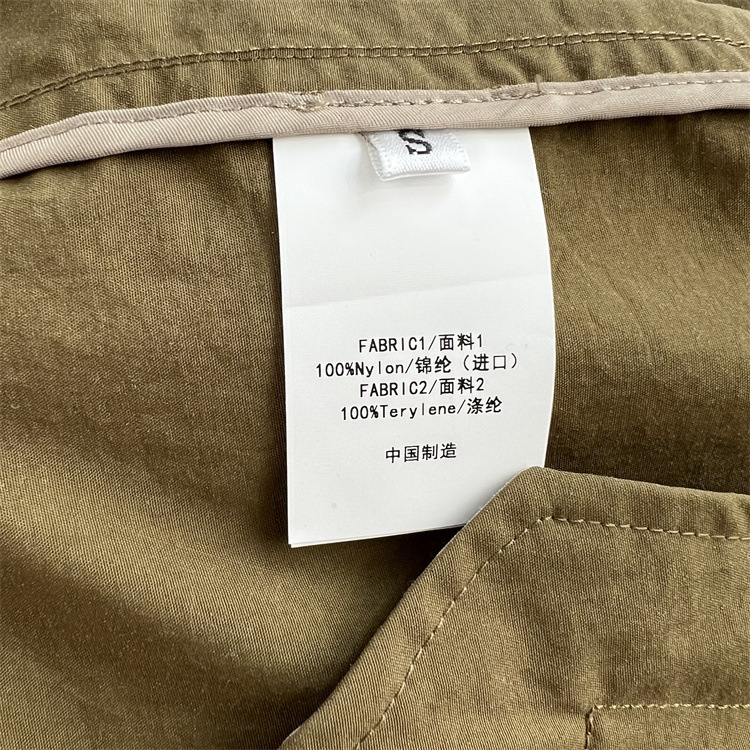 S
FABRIC1/面料1
100%Nylon/锦纶（进口）
FABRIC2/面料2
100%Terylene/涤纶
中国制造